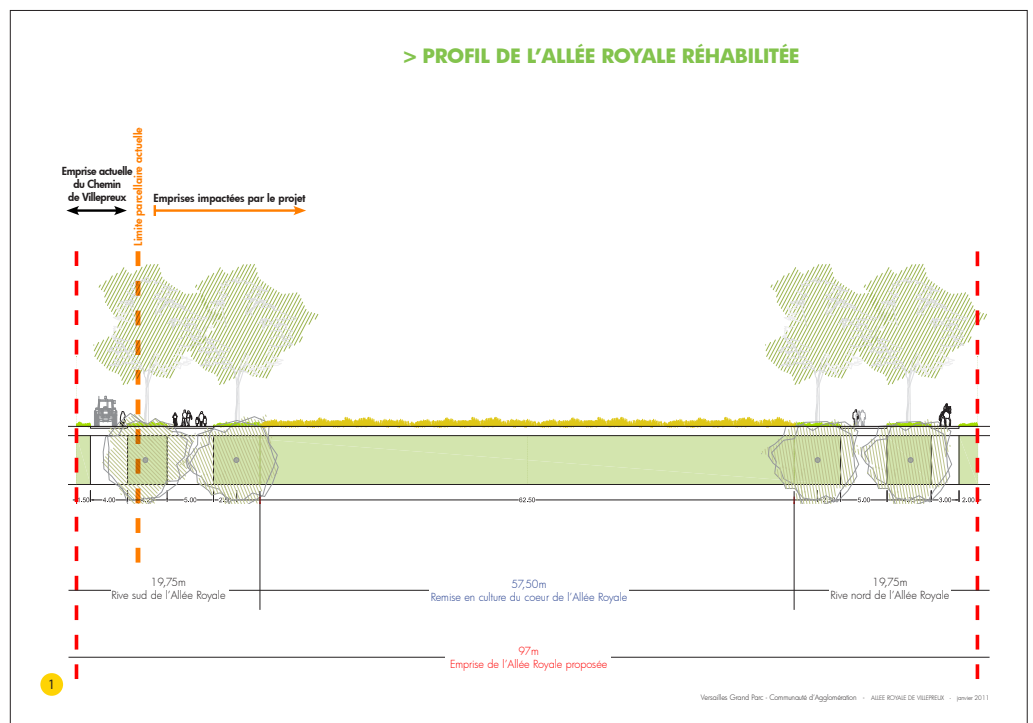 > PROFIL DE L'ALLÉE ROYALE RÉHABILITÉE
Emprise actuelle
du Chemin
de Villepreux
Limite parcellaire actuelle
Emprises impactées par le projet
4.00
5.00
62.50
5.00
3.00
2.00
19,75m
Rive sud de l'Allée Royale
57,50m
Remise en culture du coeur de l'Allée Royale
19,75m
Rive nord de l'Allée Royale
97m
Emprise de l'Allée Royale proposée
1
Versailles Grand Parc - Communauté d'Agglomération - ALLEE ROYALE DE VILLEPREUX - janvier 2011